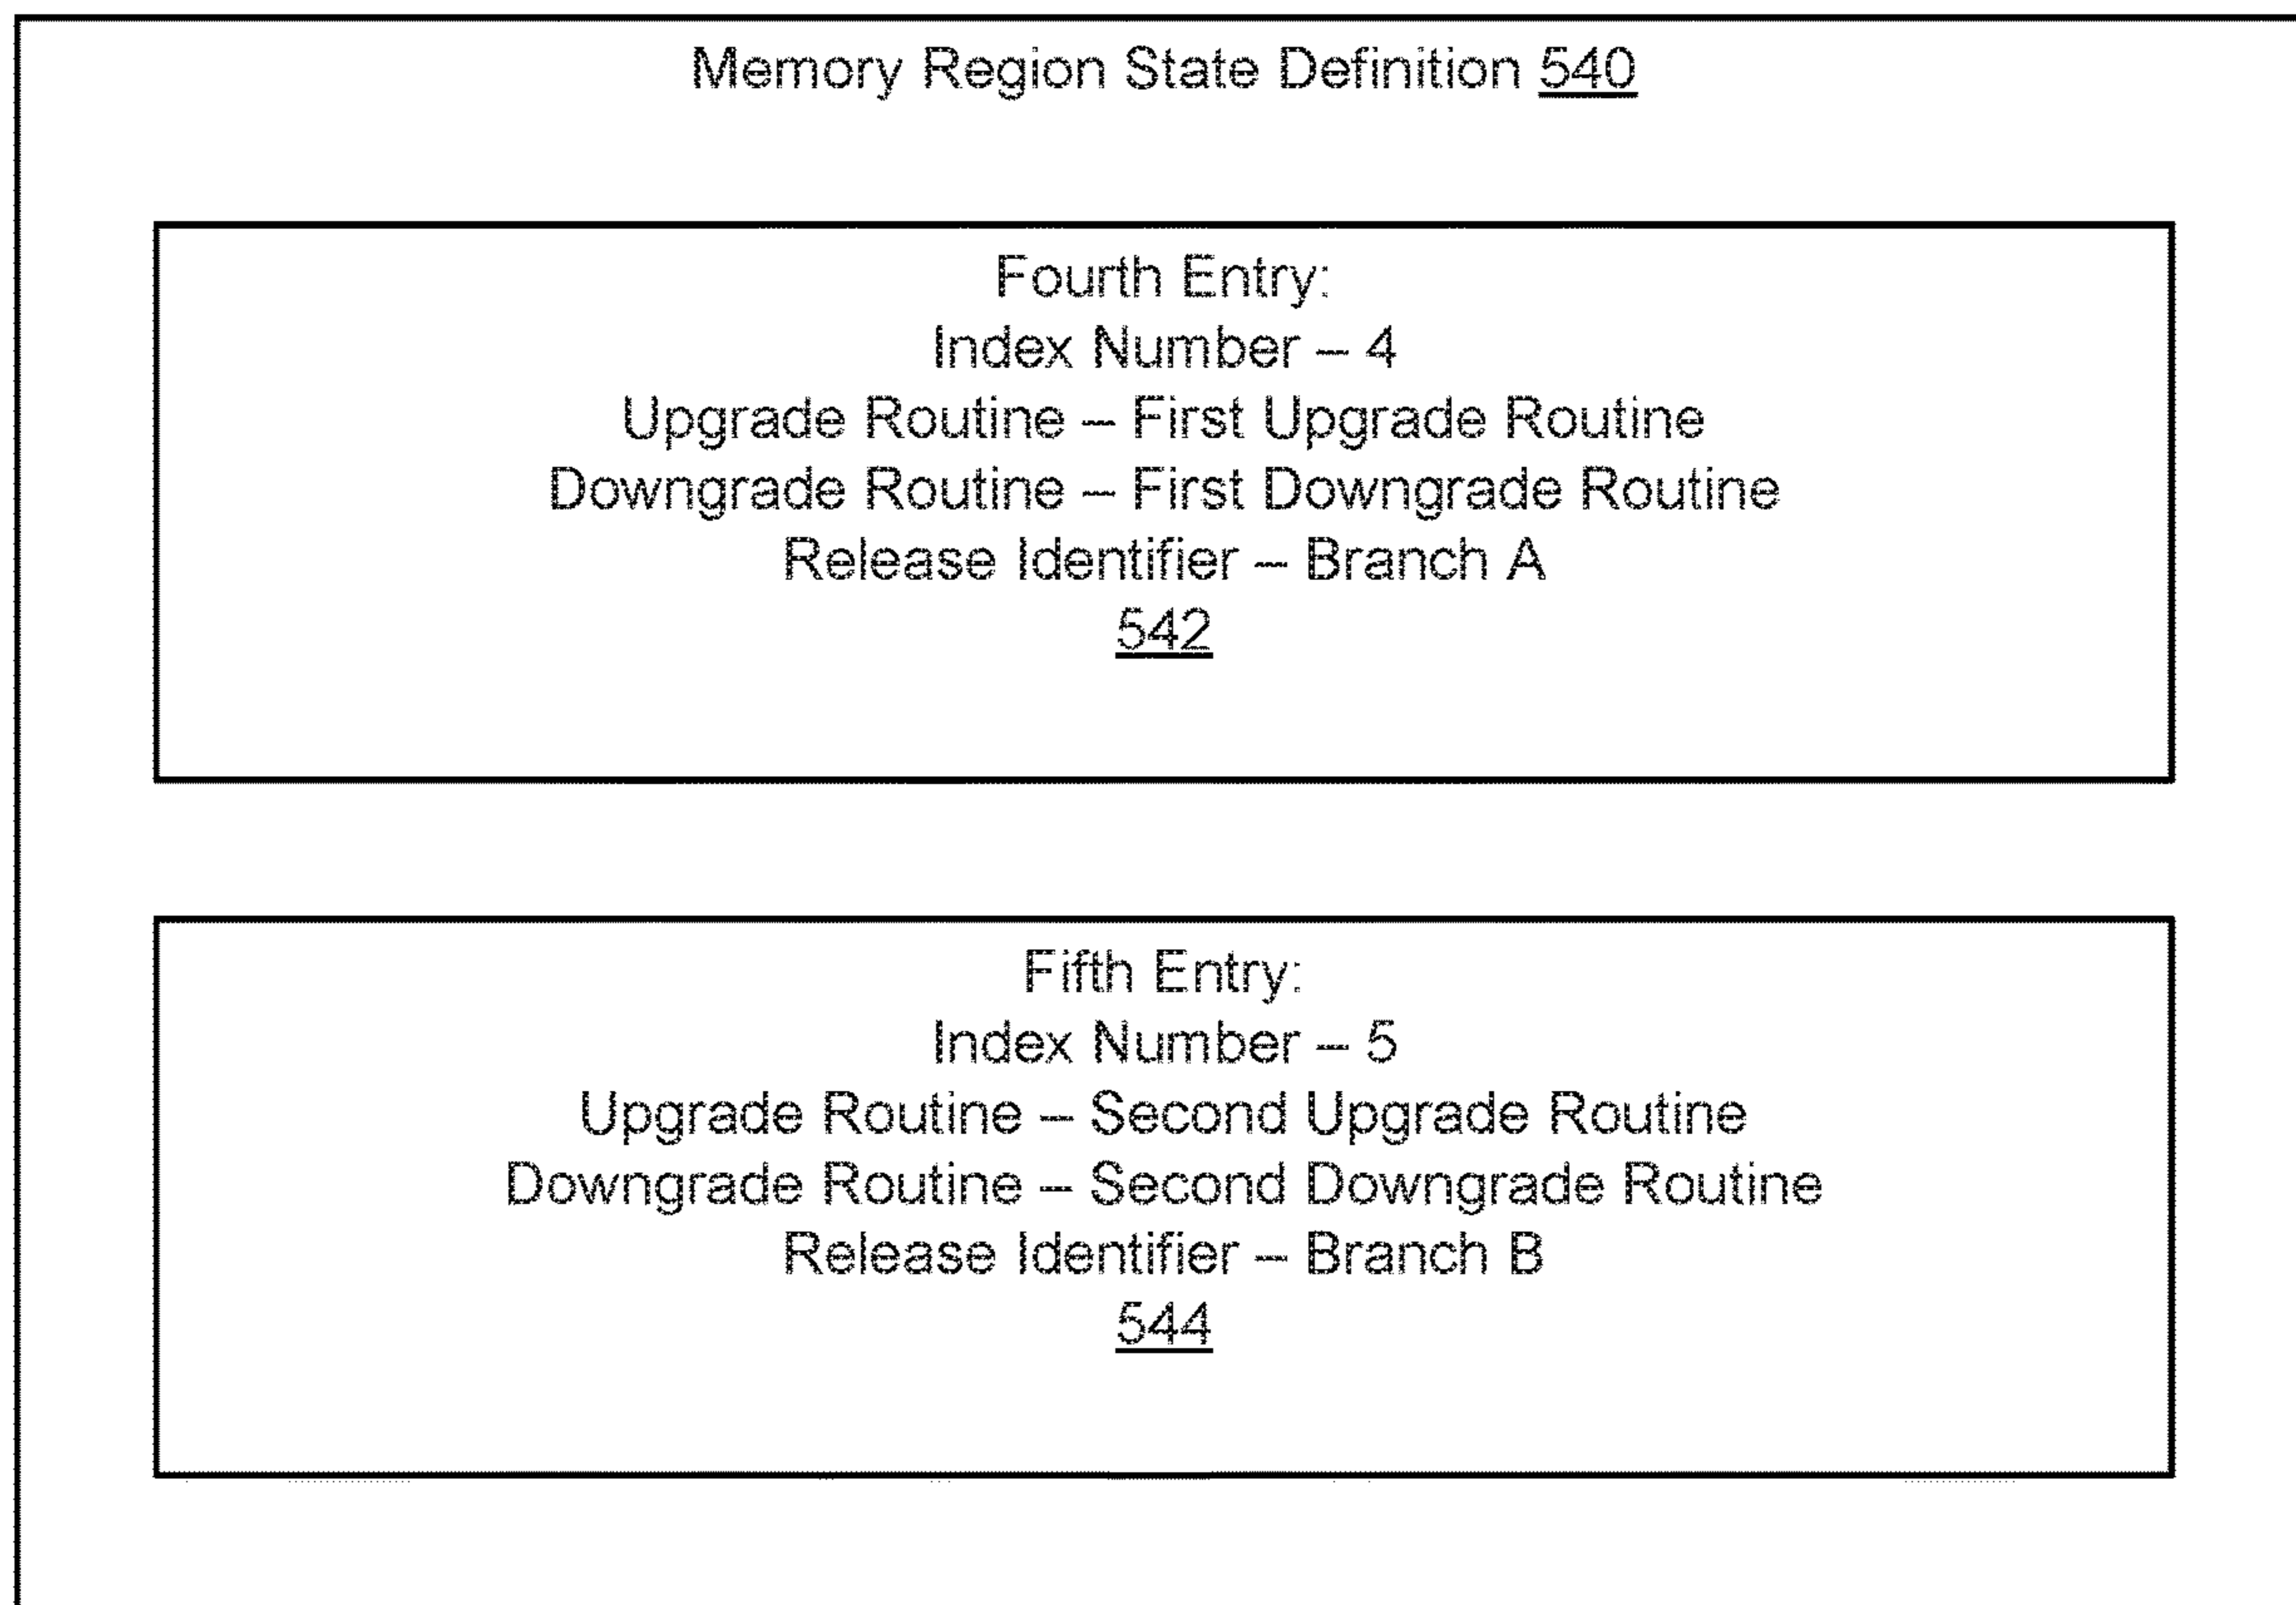 Memory Region State Definition 540
Fourth Entry:
Index Number – 4
Upgrade Routine – First Upgrade Routine
Downgrade Routine – First Downgrade Routine
Release Identifier – Branch A
542
Fifth Entry:
Index Number – 5
Upgrade Routine – Second Upgrade Routine
Downgrade Routine – Second Downgrade Routine
Release Identifier – Branch B
544